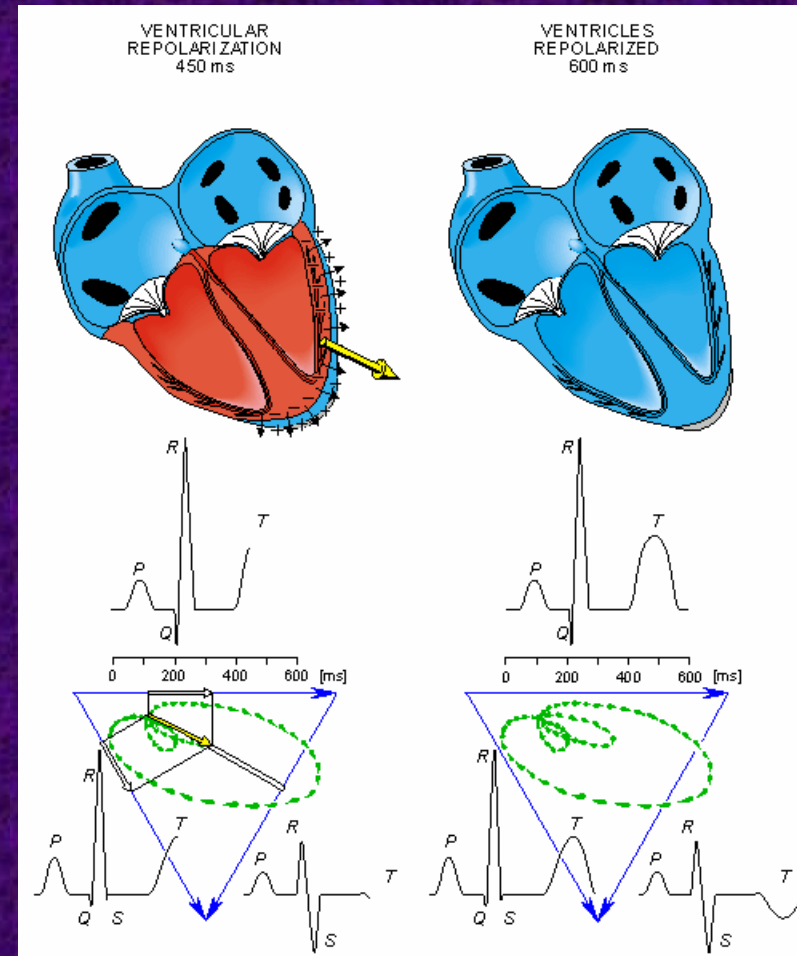 VENTRICULAR
REPOLARIZATION
450 ms
VENTRICLES
REPOLARIZED
600 ms
R
T
P
Q
R
T
P
Q
0 200 400 600 [ms]
0 200 400 600 [ms]
R
P
T
Q S
R
P
T
S
R
P
T
Q S
R
P
T
S